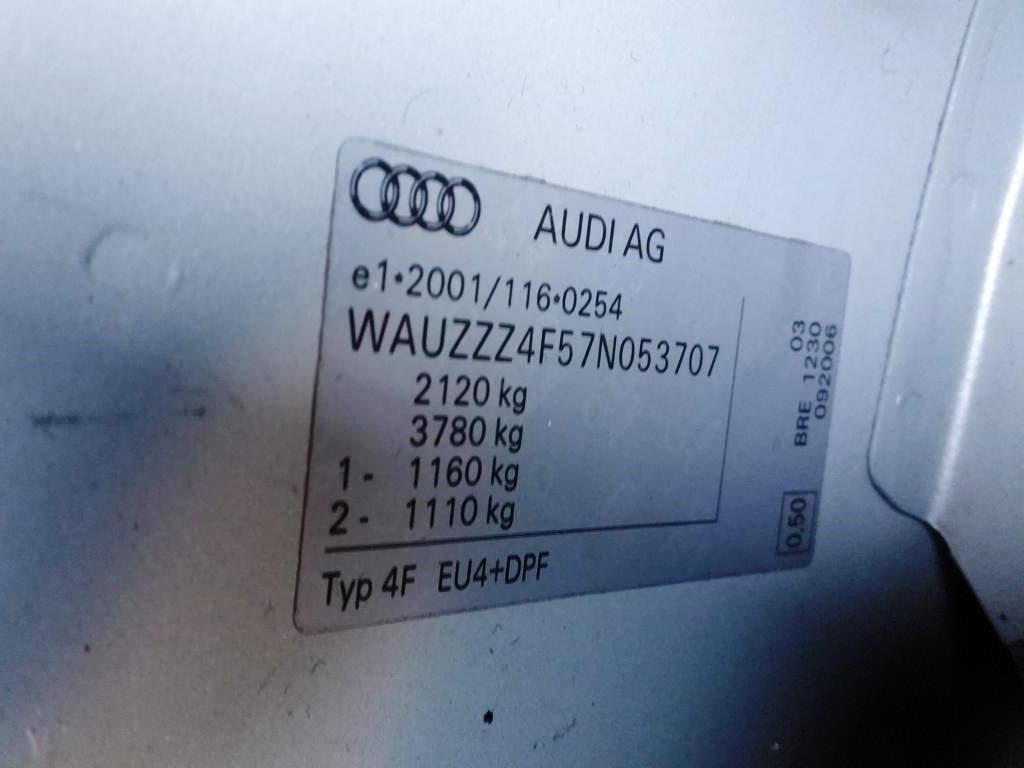 AUDI AG
e1*2001/116*0254
WAUZZZ4F57N053707
2120 kg
3780 kg
1 - 1160 kg
2 - 1110 kg
Typ 4F EU4+DPF
03
BRE 1230
092006
0,50